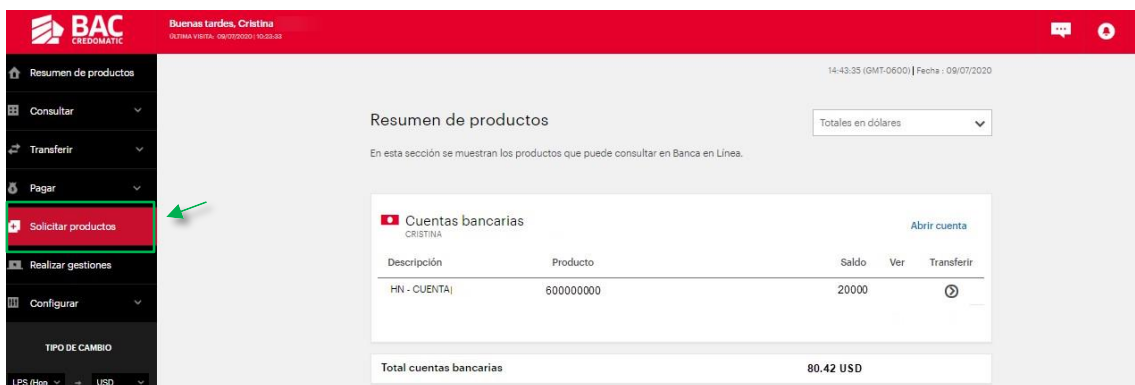 BAC
CREDOMATIC
Buenas tardes, Cristina
ÚLTIMA VISITA: 09/07/2020 | 10:23:33
14:43:35 (GMT-0600) | Fecha : 09/07/2020
Resumen de productos
Consultar
Transferir
Pagar
Solicitar productos
Realizar gestiones
Configurar
TIPO DE CAMBIO
LPS (Hon → USD
Resumen de productos
Totales en dólares
En esta sección se muestran los productos que puede consultar en Banca en Línea.
Cuentas bancarias
CRISTINA
Abrir cuenta
Descripción Producto Saldo Ver Transferir
HN - CUENTA| 600000000 20000
Total cuentas bancarias 80.42 USD